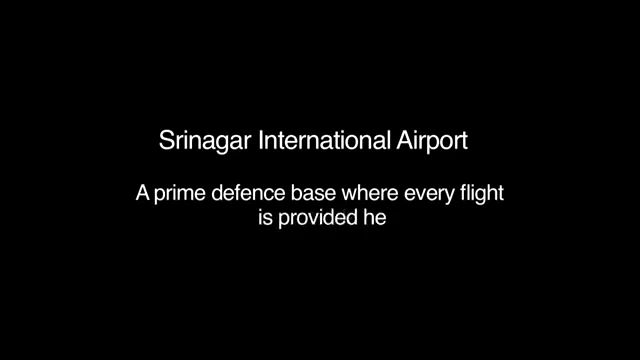 Srinagar International Airport
A prime defence base where every flight
is provided he